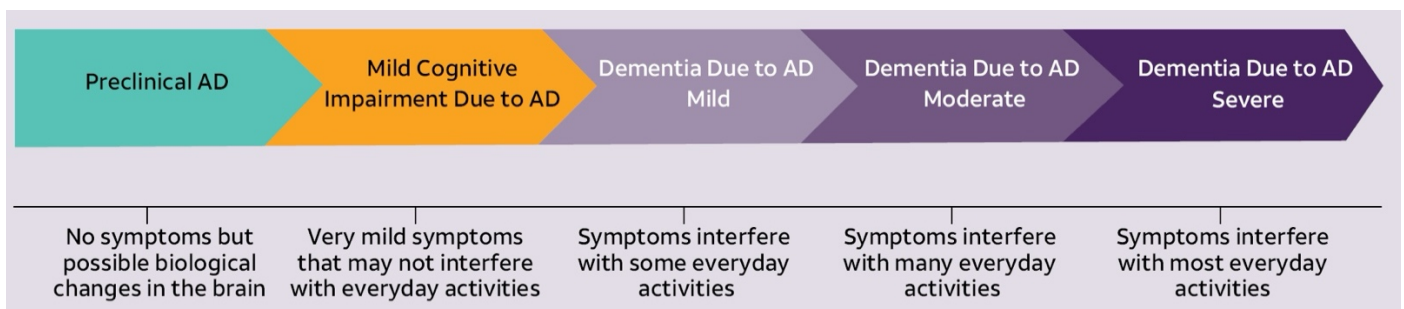 Preclinical AD
Mild Cognitive
Impairment Due to AD
Dementia Due to AD
Mild
Dementia Due to AD
Moderate
Dementia Due to AD
Severe
No symptoms but
possible biological
changes in the brain
Very mild symptoms
that may not interfere
with everyday activities
Symptoms interfere
with some everyday
activities
Symptoms interfere
with many everyday
activities
Symptoms interfere
with most everyday
activities